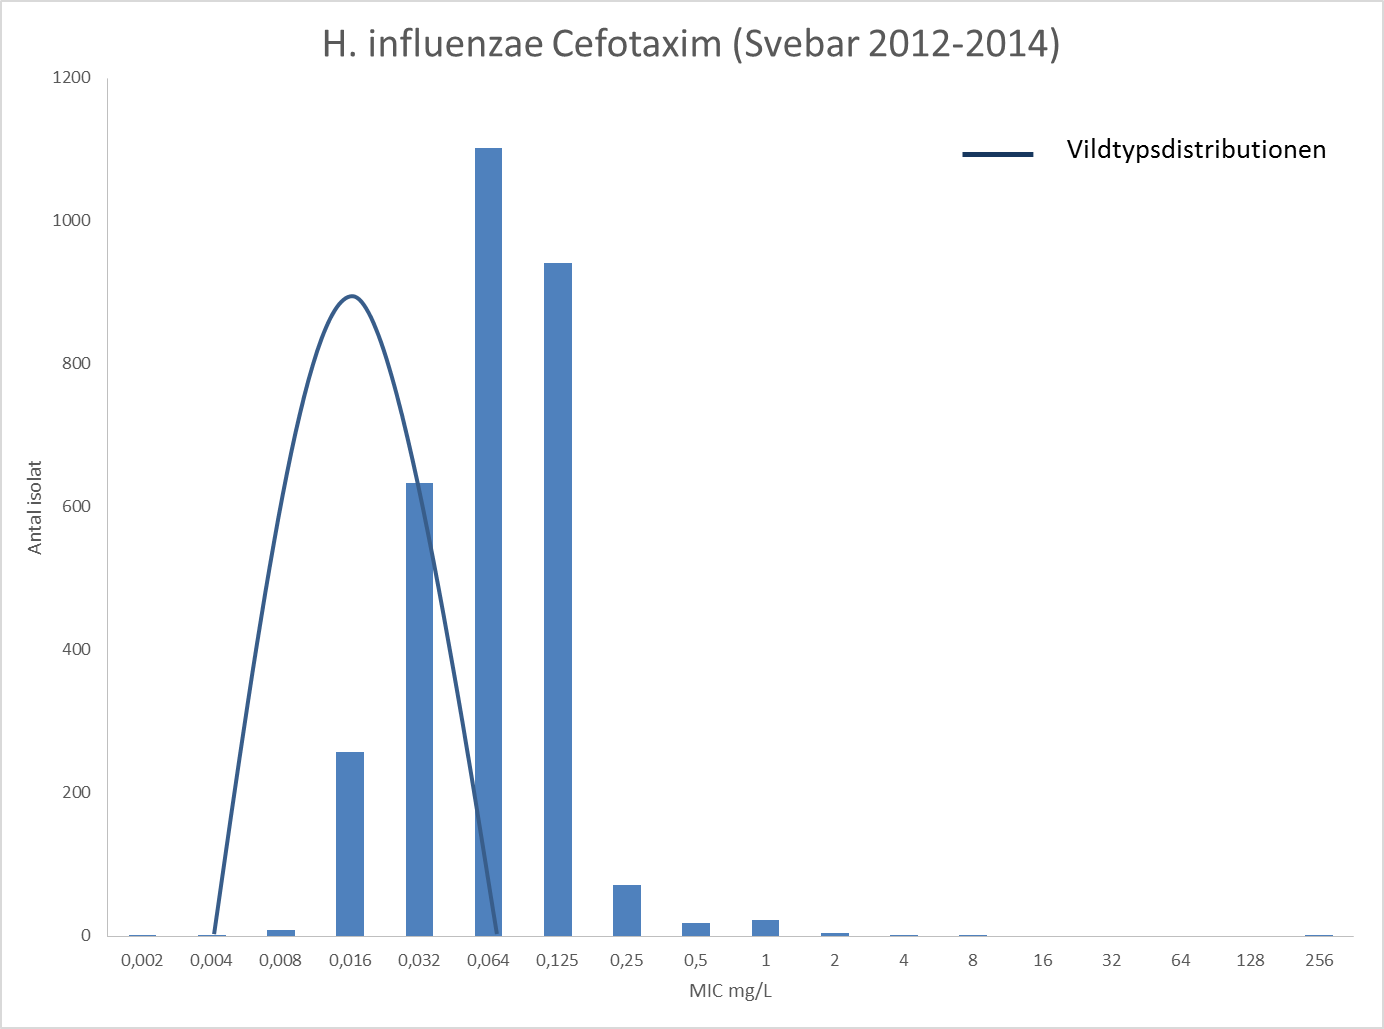 H. influenzae Cefotaxim (Svebar 2012-2014)
Vildtypsdistributionen
1200
1000
800
600
400
200
0
Antal isolat
0,002 0,004 0,008 0,016 0,032 0,064 0,125 0,25 0,5 1 2 4 8 16 32 64 128 256
MIC mg/L